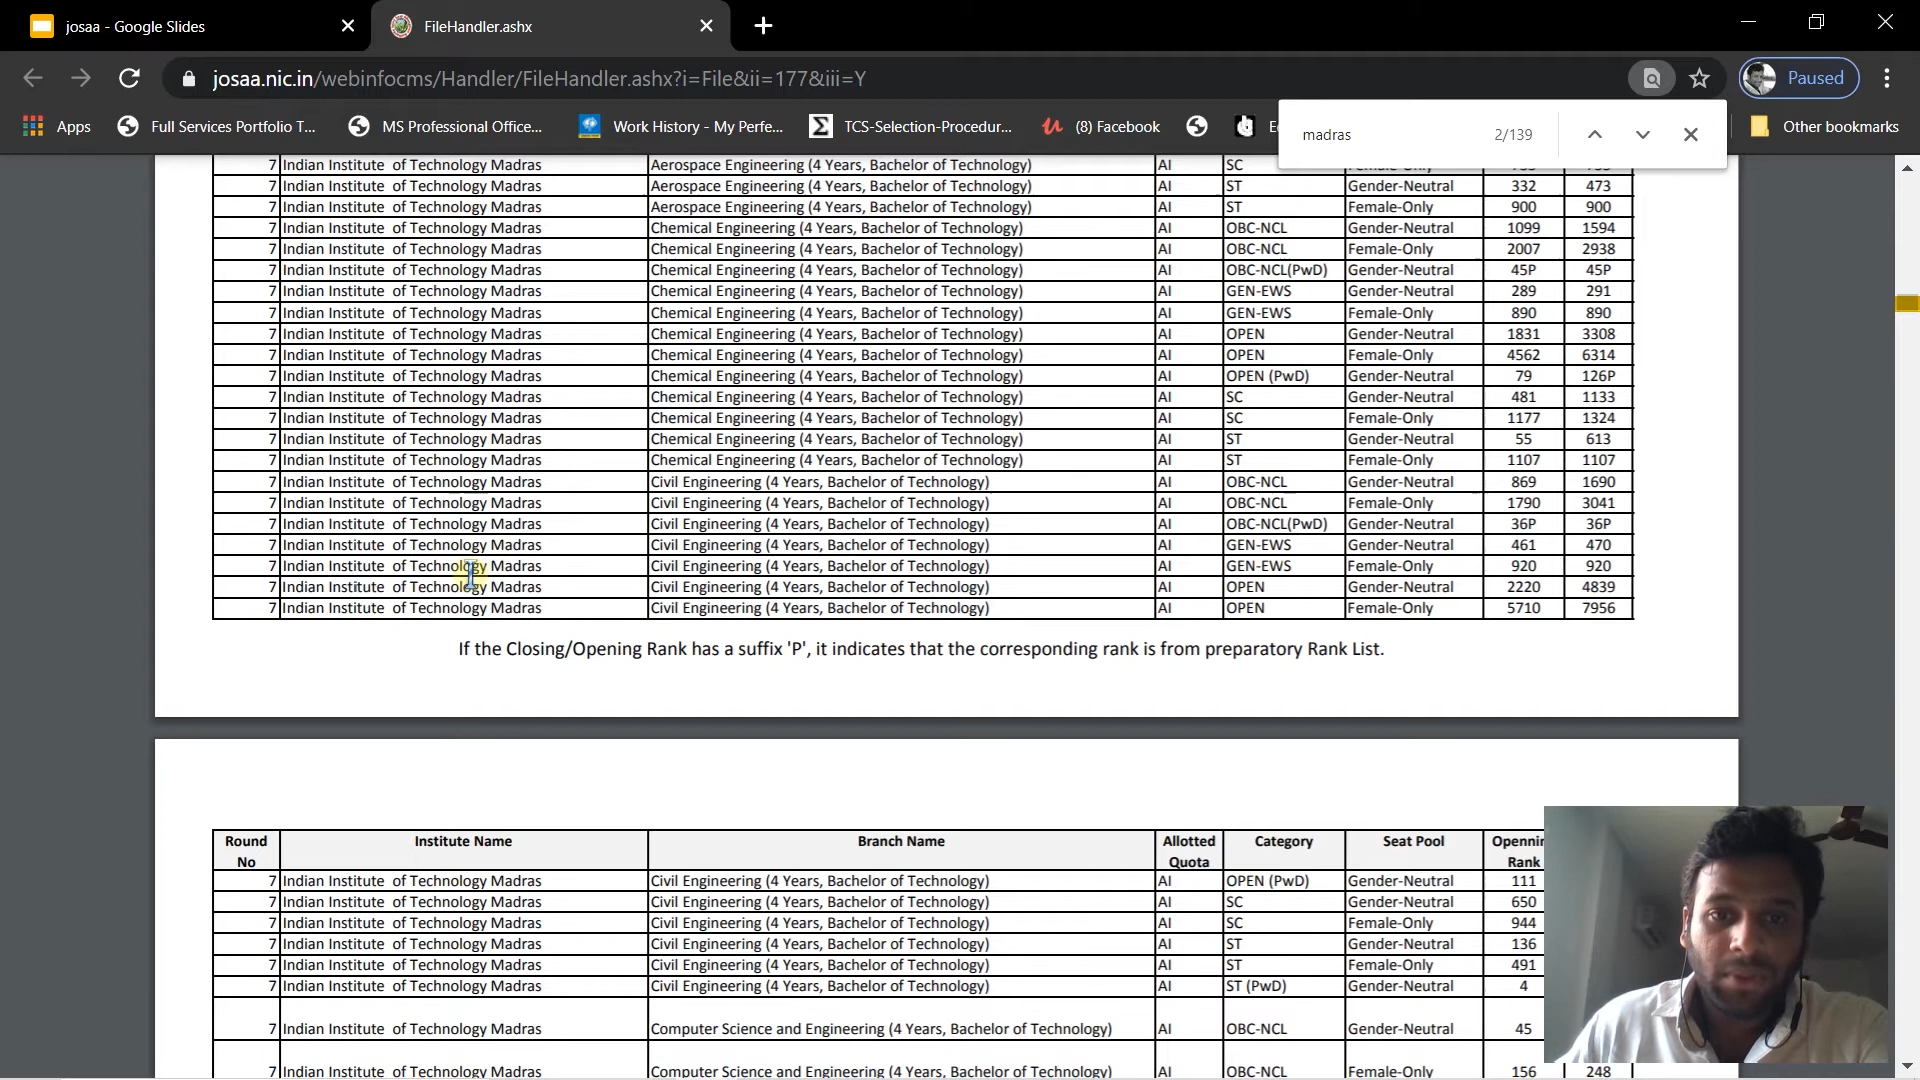 josaa - Google Slides
FileHandler.ashx
josaa.nic.in/webinfocms/Handler/FileHandler.ashx?i=File&ii=177&iii=Y
Paused
Apps
Full Services Portfolio T...
MS Professional Office...
Work History - My Perfe...
TCS-Selection-Procedur...
(8) Facebook
Other bookmarks
madras 2/139
7 Indian Institute of Technology Madras Aerospace Engineering (4 Years, Bachelor of Technology) AI SC
7 Indian Institute of Technology Madras Aerospace Engineering (4 Years, Bachelor of Technology) AI ST Gender-Neutral 332 473
7 Indian Institute of Technology Madras Aerospace Engineering (4 Years, Bachelor of Technology) AI ST Female-Only 900 900
7 Indian Institute of Technology Madras Chemical Engineering (4 Years, Bachelor of Technology) AI OBC-NCL Gender-Neutral 1099 1594
7 Indian Institute of Technology Madras Chemical Engineering (4 Years, Bachelor of Technology) AI OBC-NCL Female-Only 2007 2938
7 Indian Institute of Technology Madras Chemical Engineering (4 Years, Bachelor of Technology) AI OBC-NCL(PwD) Gender-Neutral 45P 45P
7 Indian Institute of Technology Madras Chemical Engineering (4 Years, Bachelor of Technology) AI GEN-EWS Gender-Neutral 289 291
7 Indian Institute of Technology Madras Chemical Engineering (4 Years, Bachelor of Technology) AI GEN-EWS Female-Only 890 890
7 Indian Institute of Technology Madras Chemical Engineering (4 Years, Bachelor of Technology) AI OPEN Gender-Neutral 1831 3308
7 Indian Institute of Technology Madras Chemical Engineering (4 Years, Bachelor of Technology) AI OPEN Female-Only 4562 6314
7 Indian Institute of Technology Madras Chemical Engineering (4 Years, Bachelor of Technology) AI OPEN (PwD) Gender-Neutral 79 126P
7 Indian Institute of Technology Madras Chemical Engineering (4 Years, Bachelor of Technology) AI SC Gender-Neutral 481 1133
7 Indian Institute of Technology Madras Chemical Engineering (4 Years, Bachelor of Technology) AI SC Female-Only 1177 1324
7 Indian Institute of Technology Madras Chemical Engineering (4 Years, Bachelor of Technology) AI ST Gender-Neutral 55 613
7 Indian Institute of Technology Madras Chemical Engineering (4 Years, Bachelor of Technology) AI ST Female-Only 1107 1107
7 Indian Institute of Technology Madras Civil Engineering (4 Years, Bachelor of Technology) AI OBC-NCL Gender-Neutral 869 1690
7 Indian Institute of Technology Madras Civil Engineering (4 Years, Bachelor of Technology) AI OBC-NCL Female-Only 1790 3041
7 Indian Institute of Technology Madras Civil Engineering (4 Years, Bachelor of Technology) AI OBC-NCL(PwD) Gender-Neutral 36P 36P
7 Indian Institute of Technology Madras Civil Engineering (4 Years, Bachelor of Technology) AI GEN-EWS Gender-Neutral 461 470
7 Indian Institute of Technology Madras Civil Engineering (4 Years, Bachelor of Technology) AI GEN-EWS Female-Only 920 920
7 Indian Institute of Technology Madras Civil Engineering (4 Years, Bachelor of Technology) AI OPEN Gender-Neutral 2220 4839
7 Indian Institute of Technology Madras Civil Engineering (4 Years, Bachelor of Technology) AI OPEN Female-Only 5710 7956
If the Closing/Opening Rank has a suffix 'P', it indicates that the corresponding rank is from preparatory Rank List.
Round Institute Name Branch Name Allotted Category Seat Pool
No Quota Rank
7 Indian Institute of Technology Madras Civil Engineering (4 Years, Bachelor of Technology) AI OPEN (PwD) Gender-Neutral 111
7 Indian Institute of Technology Madras Civil Engineering (4 Years, Bachelor of Technology) AI SC Gender-Neutral 650
7 Indian Institute of Technology Madras Civil Engineering (4 Years, Bachelor of Technology) AI SC Female-Only 944
7 Indian Institute of Technology Madras Civil Engineering (4 Years, Bachelor of Technology) AI ST Gender-Neutral 136
7 Indian Institute of Technology Madras Civil Engineering (4 Years, Bachelor of Technology) AI ST Female-Only 491
7 Indian Institute of Technology Madras Civil Engineering (4 Years, Bachelor of Technology) AI ST (PwD) Gender-Neutral 4
7 Indian Institute of Technology Madras Computer Science and Engineering (4 Years, Bachelor of Technology) AI OBC-NCL Gender-Neutral 45
7 Indian Institute of Technology Madras Computer Science and Engineering (4 Years, Bachelor of Technology) AI OBC-NCL Female-Only 156 248